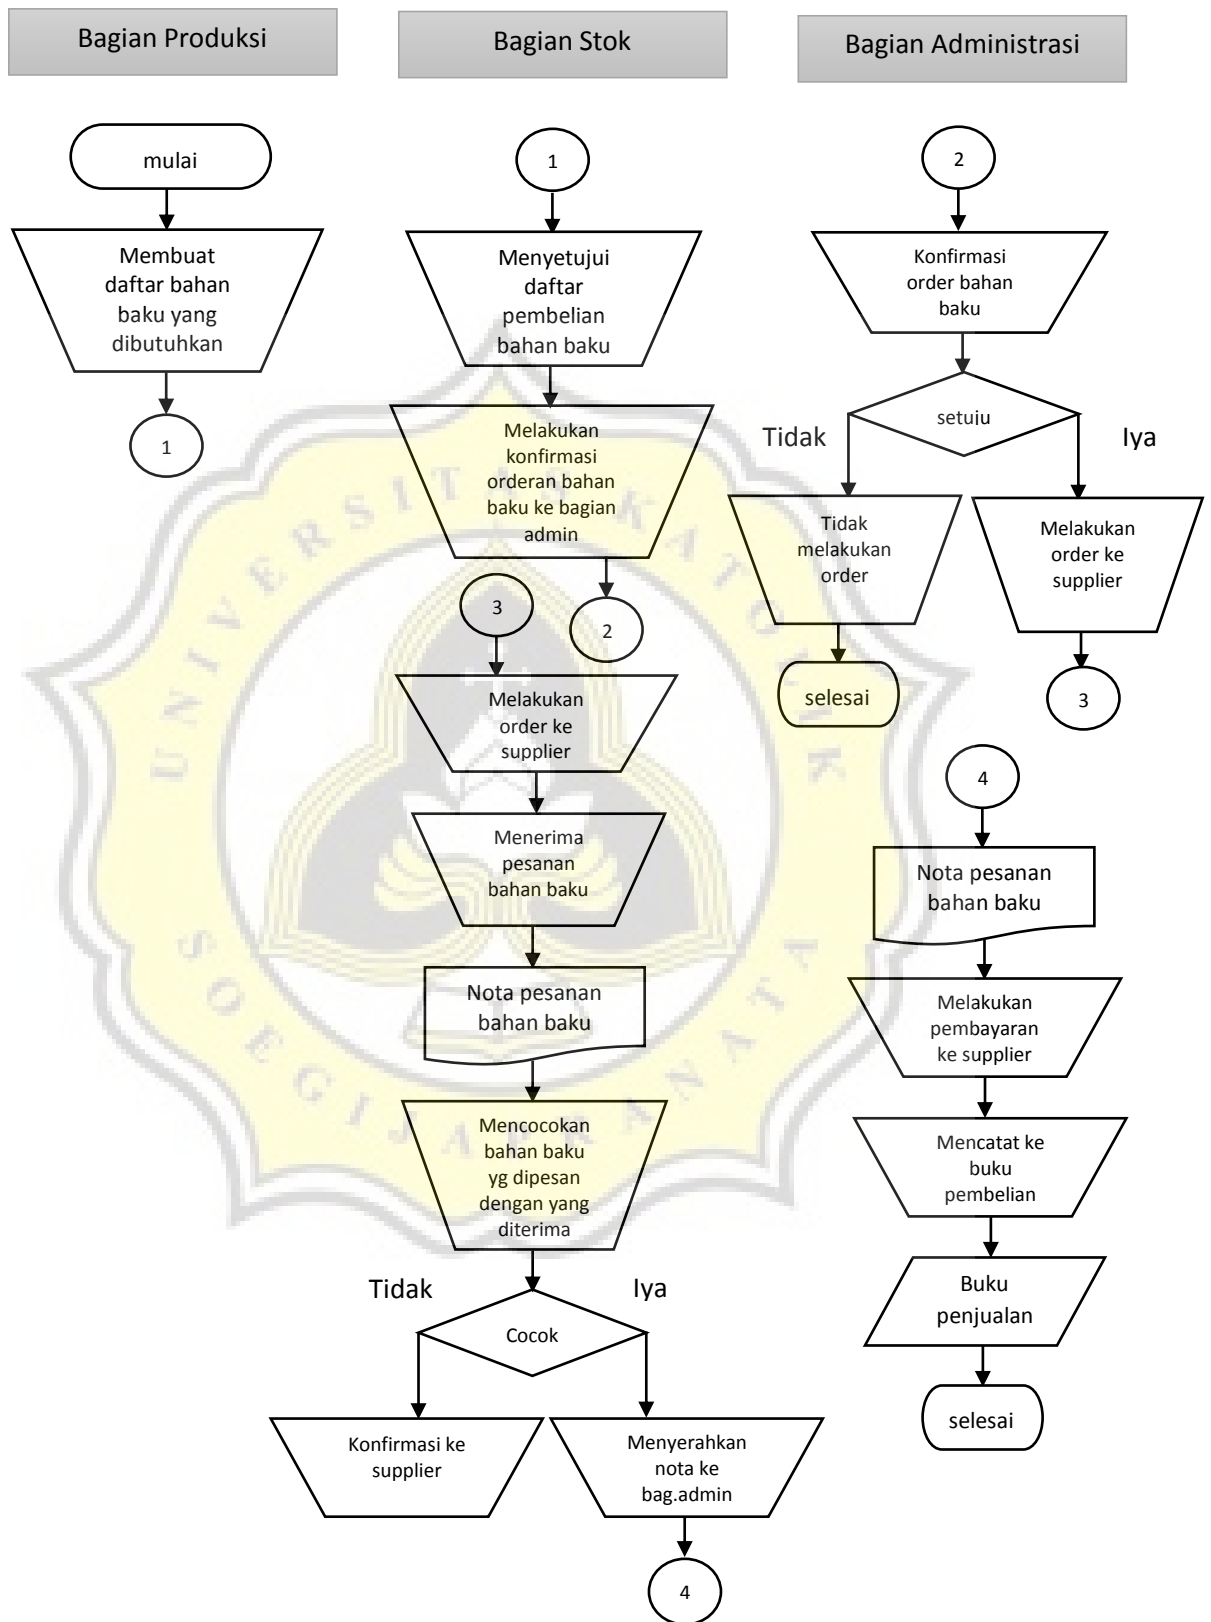 Bagian Produksi
Bagian Stok
Bagian Administrasi
mulai
Membuat
daftar bahan
baku yang
dibutuhkan
1
1
Menyetujui
daftar
pembelian
bahan baku
Melakukan
konfirmasi
orderan bahan
baku ke bagian
admin
2
3
Melakukan
order ke
supplier
Menerima
pesanan
bahan baku
Nota pesanan
bahan baku
Mencocokan
bahan baku
yg dipesan
dengan yang
diterima
Tidak
Iya
Cocok
Konfirmasi ke
supplier
Menyerahkan
nota ke
bag.admin
4
2
Konfirmasi
order bahan
baku
setuju
Tidak
Iya
Tidak
melakukan
order
selesai
Melakukan
order ke
supplier
3
4
Nota pesanan
bahan baku
Melakukan
pembayaran
ke supplier
Mencatat ke
buku
pembelian
Buku
penjualan
selesai
UNIVERSITAS KATOLIK
SOEGIJAPRANATA